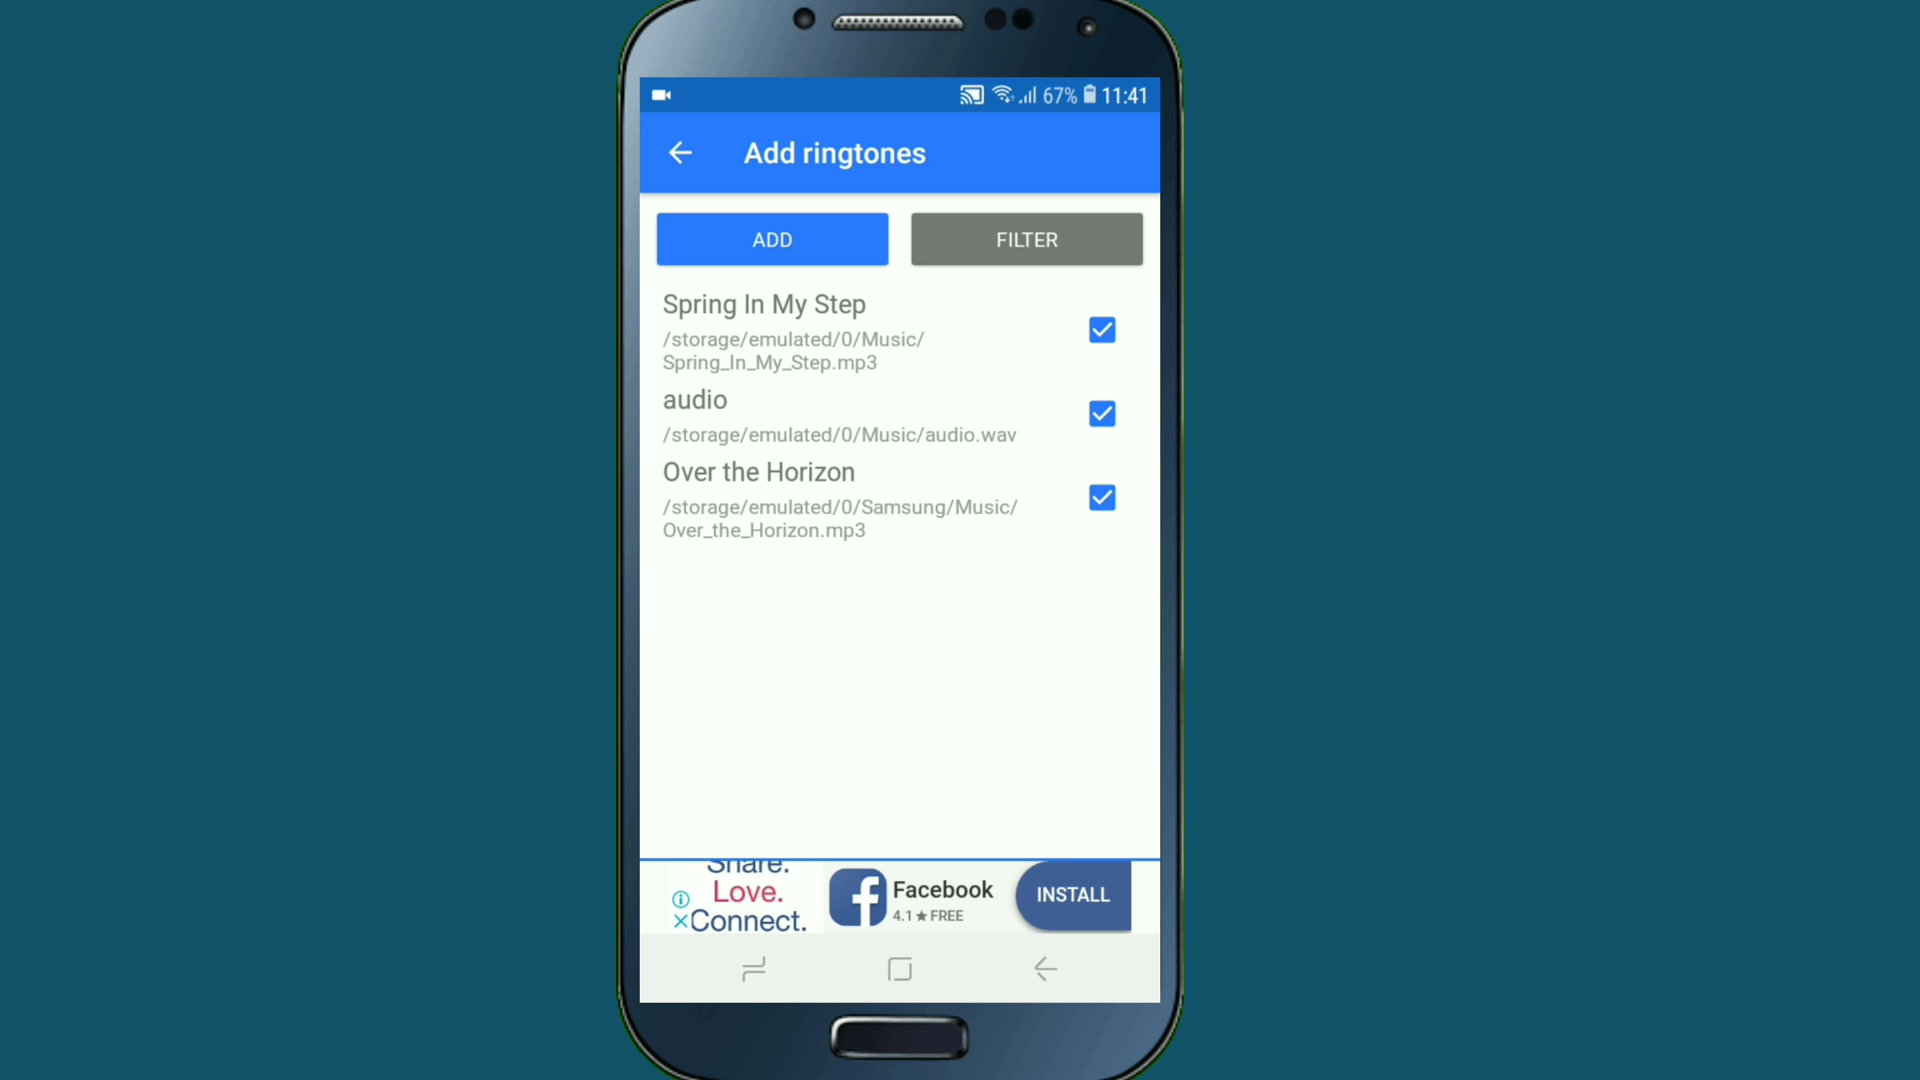 67% 11:41
Add ringtones
ADD FILTER
Spring In My Step
/storage/emulated/0/Music/
Spring_In_My_Step.mp3
audio
/storage/emulated/0/Music/audio.wav
Over the Horizon
/storage/emulated/0/Samsung/Music/
Over_the_Horizon.mp3
Share.
Love.
Connect.
Facebook
4.1★FREE
INSTALL